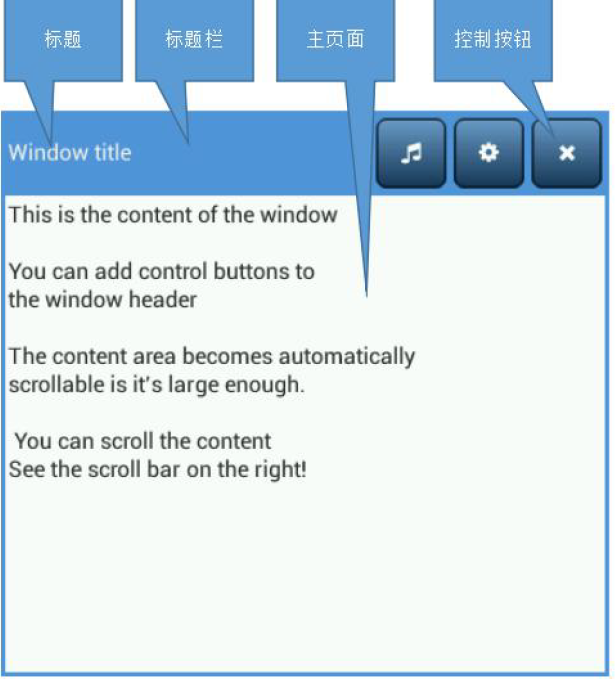 标题
标题栏
主页面
控制按钮
Window title
This is the content of the window
You can add control buttons to
the window header
The content area becomes automatically
scrollable is it's large enough.
You can scroll the content
See the scroll bar on the right!